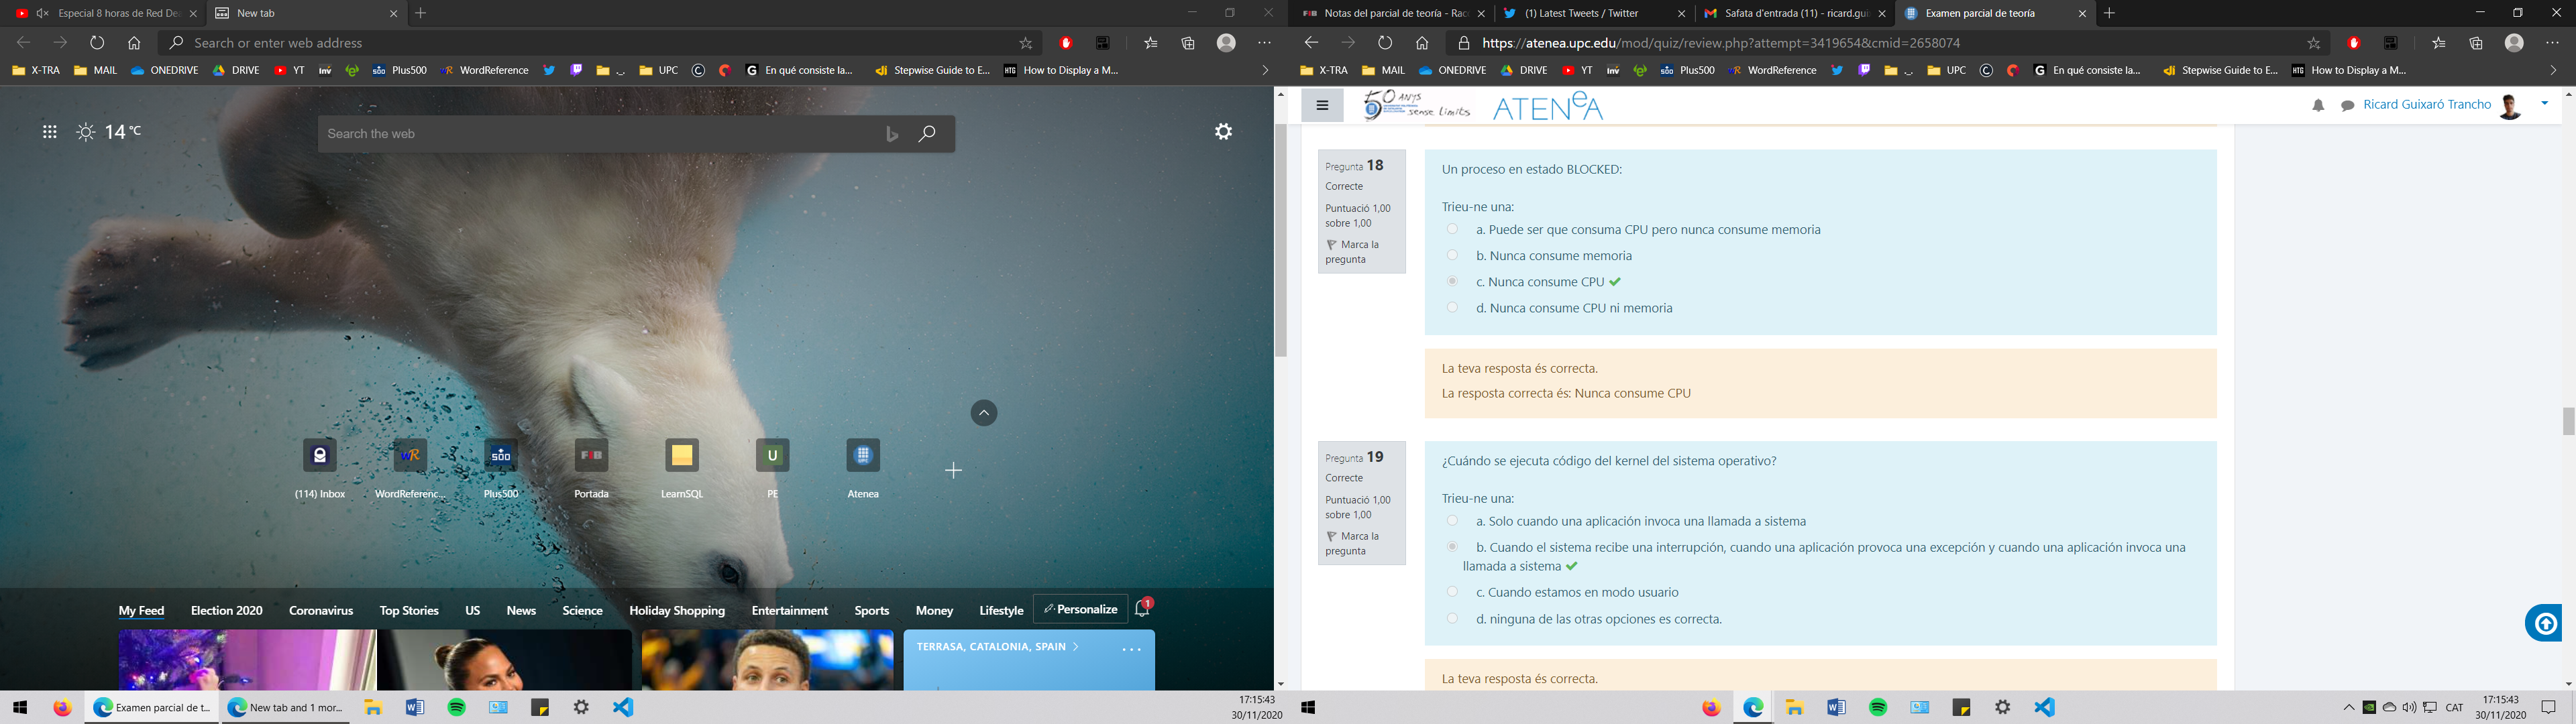 Especial 8 horas de Red De
New tab
Search or enter web address
X-TRA
MAIL
ONEDRIVE
DRIVE
YT
inv
Plus500
WordReference
UPC
En qué consiste la...
Stepwise Guide to E...
HTG
How to Display a M...
14 °C
Search the web
(114) Inbox
WordReferenc...
Plus500
Portada
LearnSQL
PE
Atenea
My Feed
Election 2020
Coronavirus
Top Stories
US
News
Science
Holiday Shopping
Entertainment
Sports
Money
Lifestyle
Personalize
1
TERRASA, CATALONIA, SPAIN
Examen parcial de t...
New tab and 1 mor...
17:15:43
30/11/2020
Notas del parcial de teoría - Rac
(1) Latest Tweets / Twitter
Safata d'entrada (11) - ricard.gui
Examen parcial de teoría
https://atenea.upc.edu/mod/quiz/review.php?attempt=3419654&cmid=2658074
X-TRA
MAIL
ONEDRIVE
DRIVE
YT
inv
Plus500
WordReference
UPC
En qué consiste la...
Stepwise Guide to E...
HTG
How to Display a M...
50 ANYS
sense límits
ATENEA
Ricard Guixaró Trancho
Pregunta 18
Correcte
Puntuació 1,00
sobre 1,00
Marca la
pregunta
Un proceso en estado BLOCKED:
Trieu-ne una:
a. Puede ser que consuma CPU pero nunca consume memoria
b. Nunca consume memoria
c. Nunca consume CPU
d. Nunca consume CPU ni memoria
La teva resposta és correcta.
La resposta correcta és: Nunca consume CPU
Pregunta 19
Correcte
Puntuació 1,00
sobre 1,00
Marca la
pregunta
¿Cuándo se ejecuta código del kernel del sistema operativo?
Trieu-ne una:
a. Solo cuando una aplicación invoca una llamada a sistema
b. Cuando el sistema recibe una interrupción, cuando una aplicación provoca una excepción y cuando una aplicación invoca una
llamada a sistema
c. Cuando estamos en modo usuario
d. ninguna de las otras opciones es correcta.
La teva resposta és correcta.
CAT
17:15:43
30/11/2020